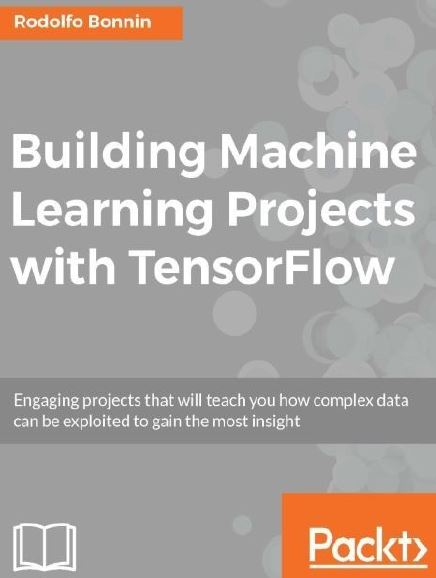 Rodolfo Bonnin
Building Machine
Learning Projects
with TensorFlow
Engaging projects that will teach you how complex data
can be exploited to gain the most insight
Packt>